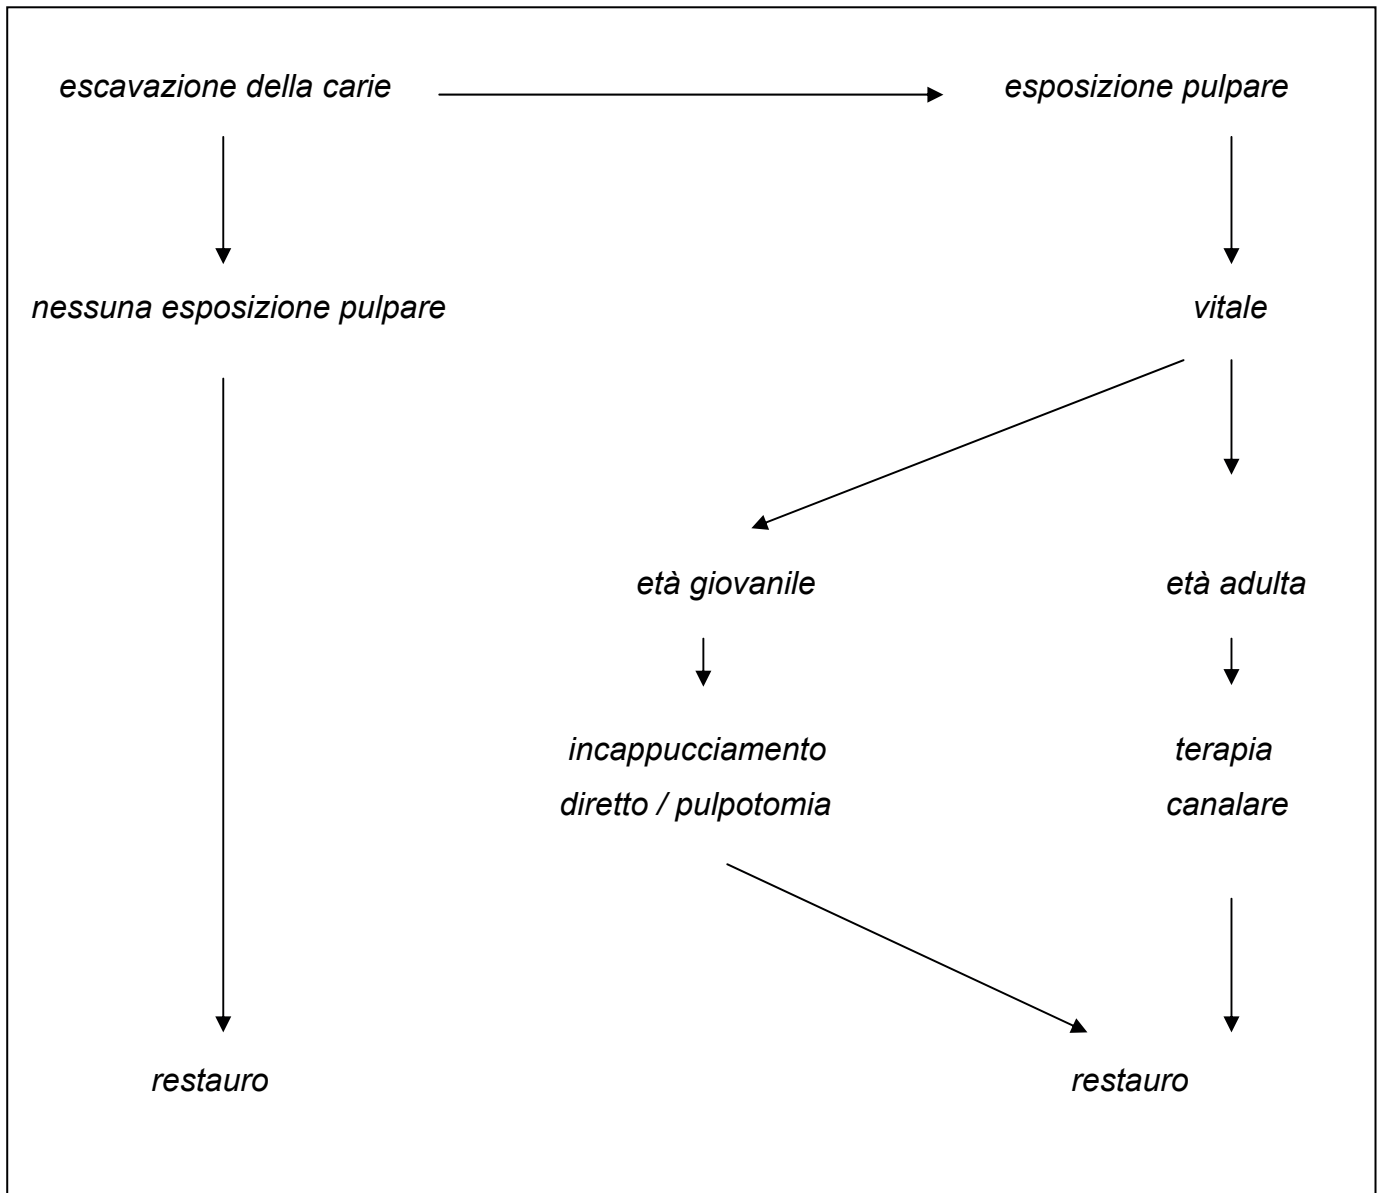 escavazione della carie
esposizione pulpare
nessuna esposizione pulpare
vitale
età giovanile
età adulta
incappucciamento
diretto / pulpotomia
terapia
canalare
restauro
restauro